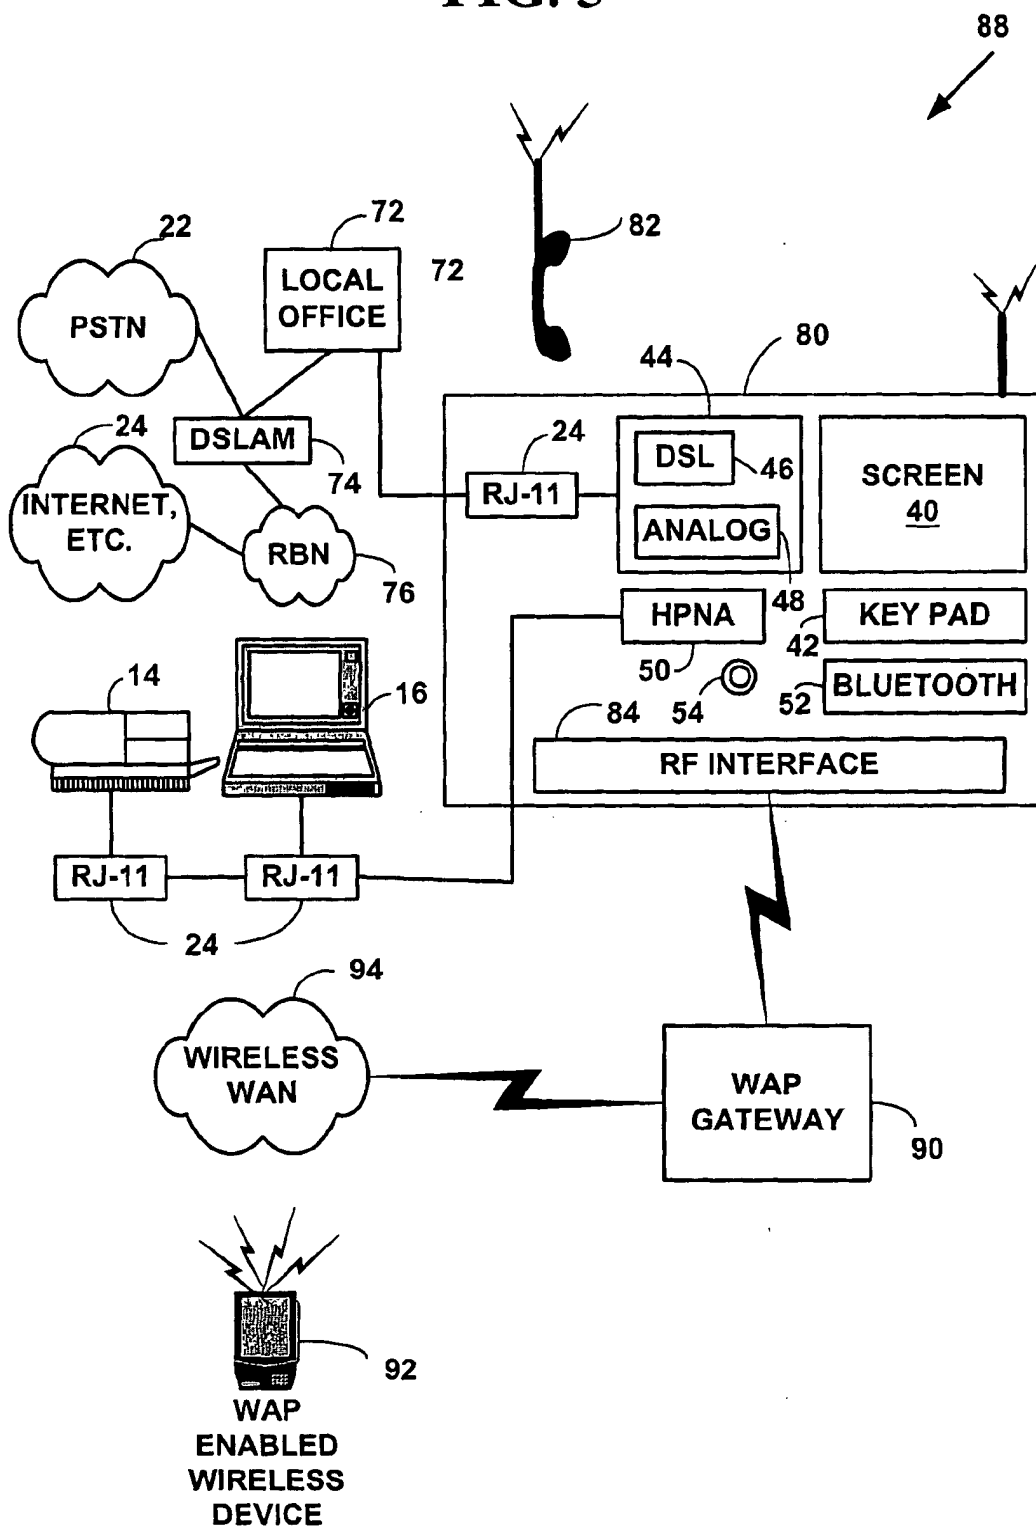 FIG. 5
88
22
72
72
82
PSTN
LOCAL
OFFICE
80
44
24
DSLAM
74
24
RJ-11
DSL
46
ANALOG
48
SCREEN
40
INTERNET,
ETC.
RBN
76
HPNA
50
KEY PAD
42
54
BLUETOOTH
52
14
16
84
RF INTERFACE
RJ-11
RJ-11
24
94
WIRELESS
WAN
WAP
GATEWAY
90
92
WAP
ENABLED
WIRELESS
DEVICE